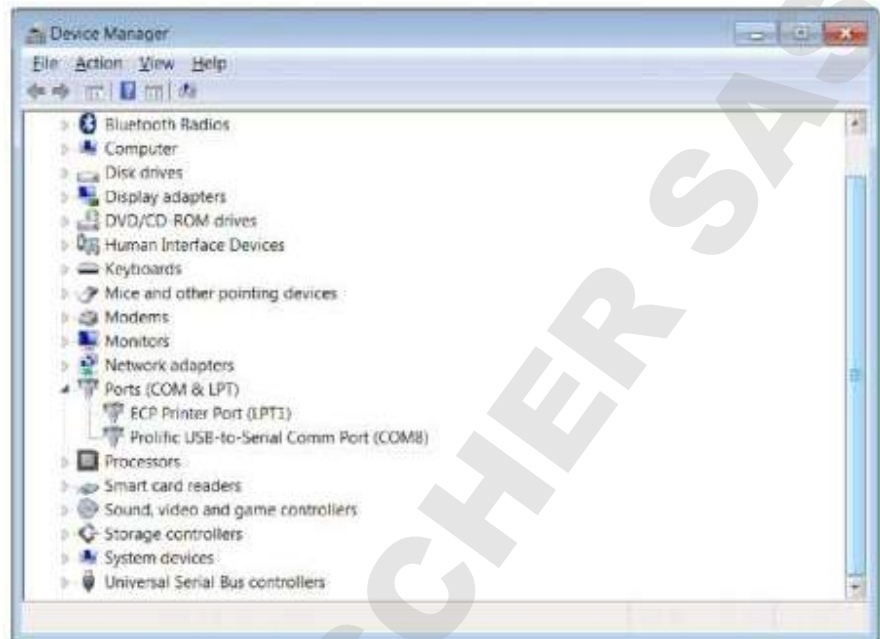 Device Manager
File Action View Help
Bluetooth Radios
Computer
Disk drives
Display adapters
DVD/CD-ROM drives
Human Interface Devices
Keyboards
Mice and other pointing devices
Modems
Monitors
Network adapters
Ports (COM & LPT)
ECP Printer Port (LPT1)
Prolific USB-to-Serial Comm Port (COM8)
Processors
Smart card readers
Sound, video and game controllers
Storage controllers
System devices
Universal Serial Bus controllers
SCHER SAS